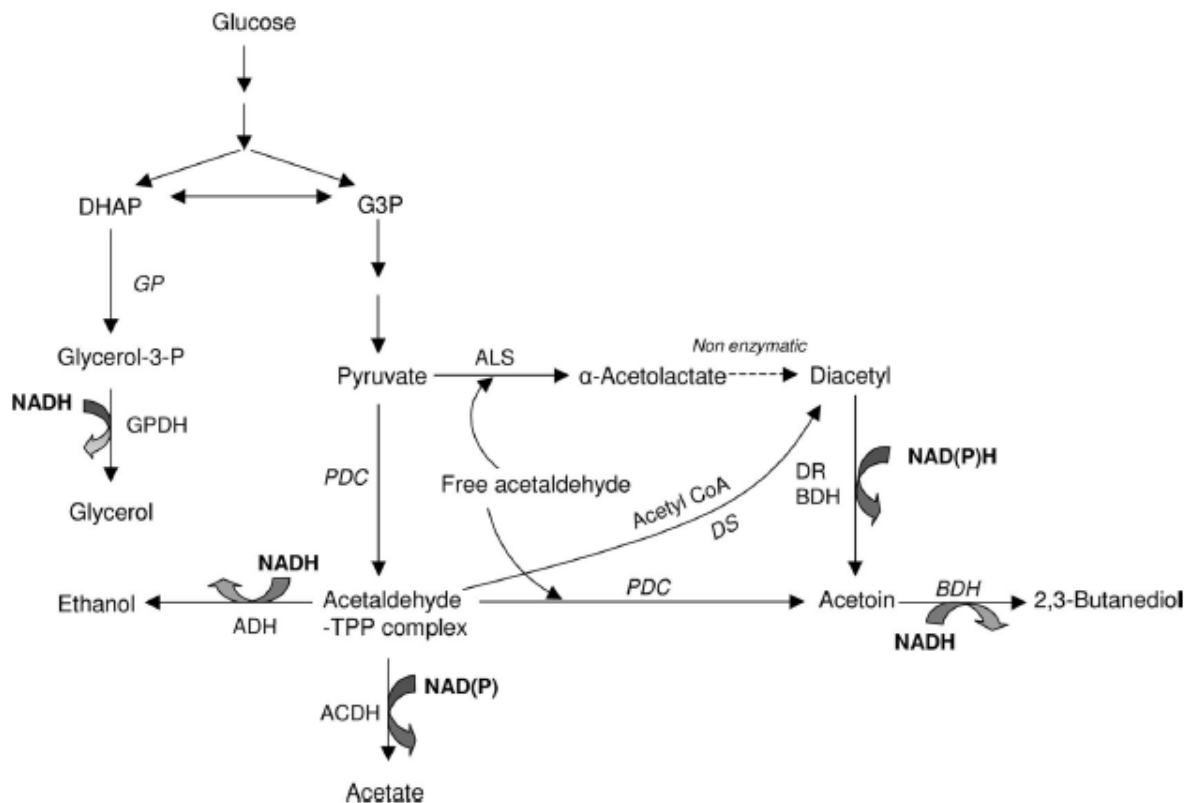 Glucose
DHAP
G3P
GP
Glycerol-3-P
NADH
GPDH
Glycerol
Pyruvate
ALS
α-Acetolactate
Non enzymatic
Diacetyl
PDC
Free acetaldehyde
Acetyl CoA
DS
DR
BDH
NAD(P)H
NADH
Ethanol
ADH
Acetaldehyde
-TPP complex
PDC
Acetoin
BDH
NADH
2,3-Butanediol
ACDH
NAD(P)
Acetate